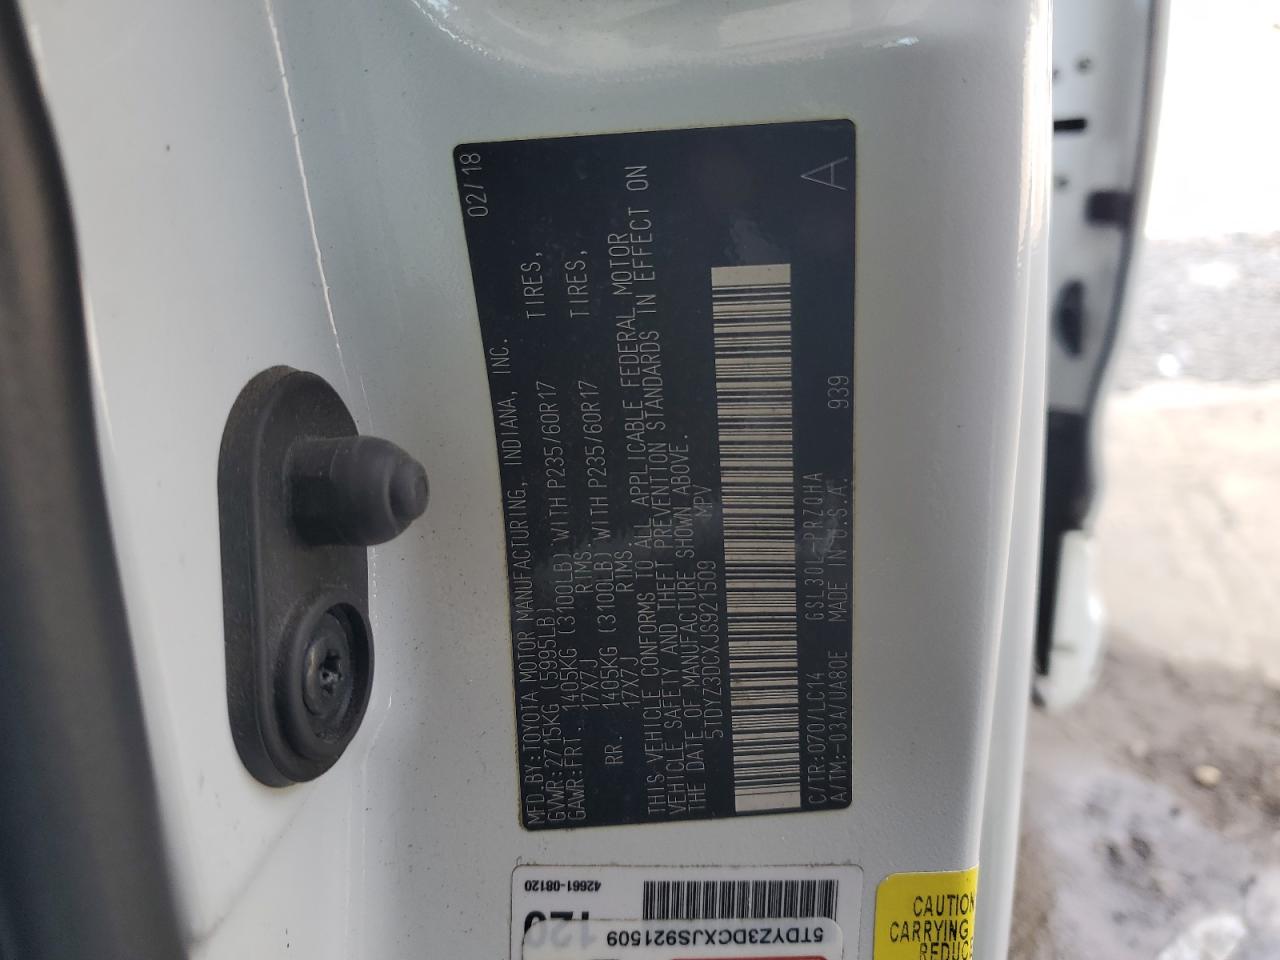 MFD.BY:TOYOTA MOTOR MANUFACTURING, INDIANA, INC. 02/18
GVWR:2715KG (5995LB)
GAWR:FRT. 1405KG (3100LB) WITH P235/60R17 TIRES,
17X7J RIMS,
RR. 1405KG (3100LB) WITH P235/60R17 TIRES,
17X7J RIMS.
THIS VEHICLE CONFORMS TO ALL APPLICABLE FEDERAL MOTOR
VEHICLE SAFETY AND THEFT PREVENTION STANDARDS IN EFFECT ON
THE DATE OF MANUFACTURE SHOWN ABOVE.
5TDYZ3DCXJS921509 MPV
C/TR:070/LC14 GSL30L-PRZQHA 939 A
A/TM:-03A/UA80E MADE IN U.S.A.
42661-08120
120
5TDYZ3DCXJS921509
CAUTION
CARRYING
REDUCE